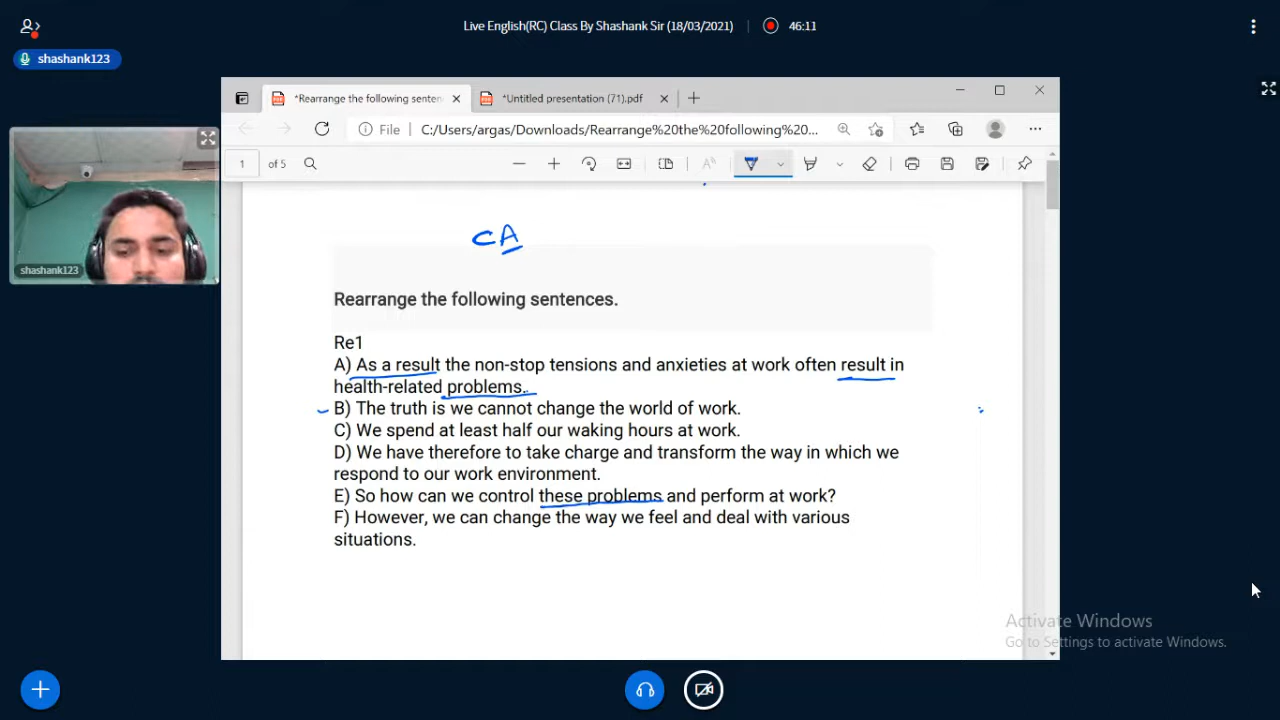 Live English(RC) Class By Shashank Sir (18/03/2021)
46:11
shashank123
*Rearrange the following senten
*Untitled presentation (71).pdf
File
C:/Users/argas/Downloads/Rearrange%20the%20following%20...
1
of 5
shashank123
CA
Rearrange the following sentences.
Re1
A) As a result the non-stop tensions and anxieties at work often result in
health-related problems.
B) The truth is we cannot change the world of work.
C) We spend at least half our waking hours at work.
D) We have therefore to take charge and transform the way in which we
respond to our work environment.
E) So how can we control these problems and perform at work?
F) However, we can change the way we feel and deal with various
situations.
Activate Windows
Go to Settings to activate Windows.